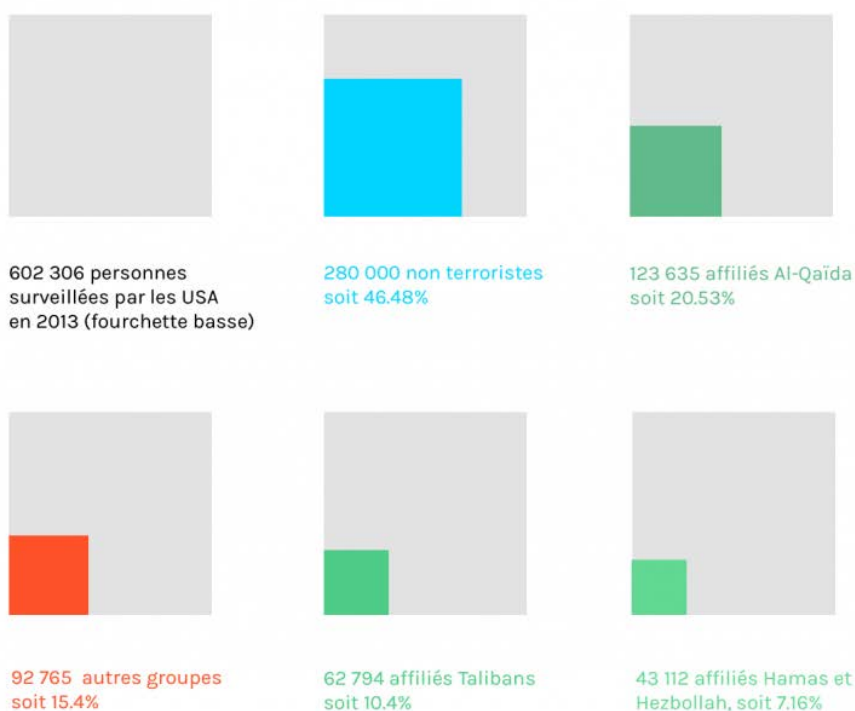 602 306 personnes
surveillées par les USA
en 2013 (fourchette basse)
280 000 non terroristes
soit 46.48%
123 635 affiliés Al-Qaïda
soit 20.53%
92 765 autres groupes
soit 15.4%
62 794 affiliés Talibans
soit 10.4%
43 112 affiliés Hamas et
Hezbollah, soit 7.16%